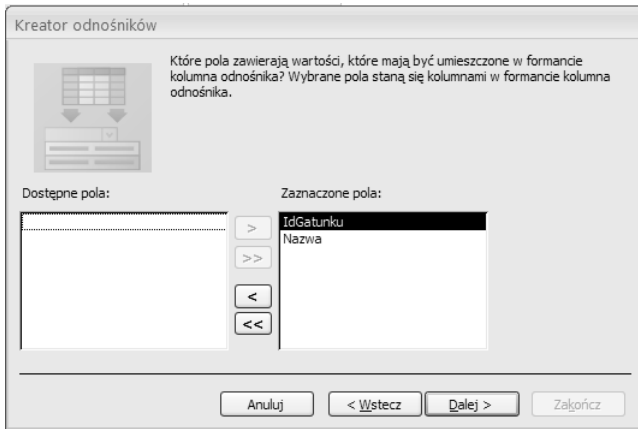 Kreator odnośników
Które pola zawierają wartości, które mają być umieszczone w formancie
kolumna odnośnika? Wybrane pola staną się kolumnami w formancie kolumna
odnośnika.
Dostępne pola:
Zaznaczone pola:
>
>>
<
<<
IdGatunku
Nazwa
Anuluj
< Wstecz
Dalej >
Zakończ